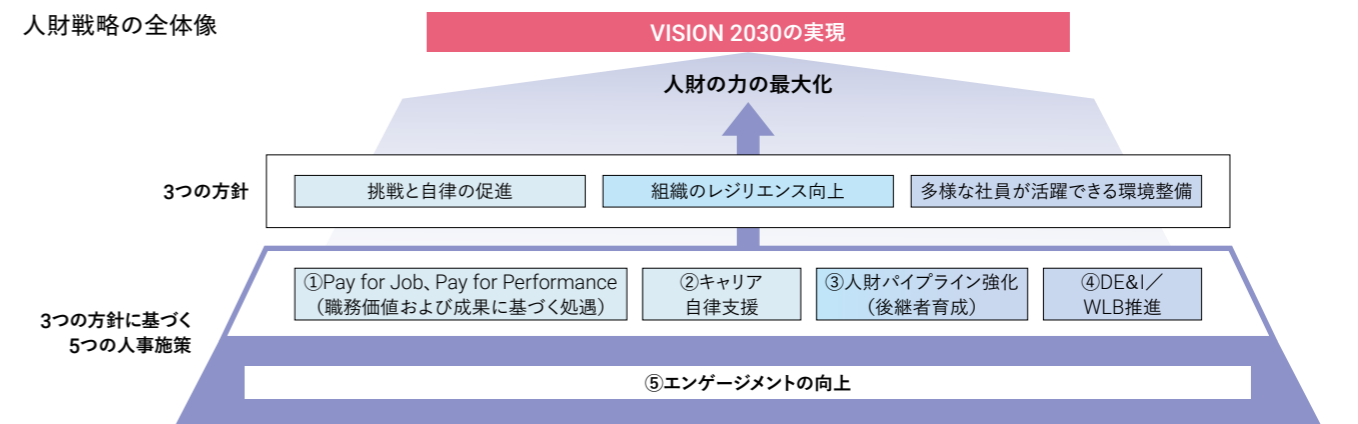 人財戦略の全体像
VISION 2030の実現
人財の力の最大化
3つの方針
挑戦と自律の促進
組織のレジリエンス向上
多様な社員が活躍できる環境整備
3つの方針に基づく
5つの人事施策
①Pay for Job、Pay for Performance
（職務価値および成果に基づく処遇）
②キャリア
自律支援
③人財パイプライン強化
（後継者育成）
④DE&I／
WLB推進
⑤エンゲージメントの向上